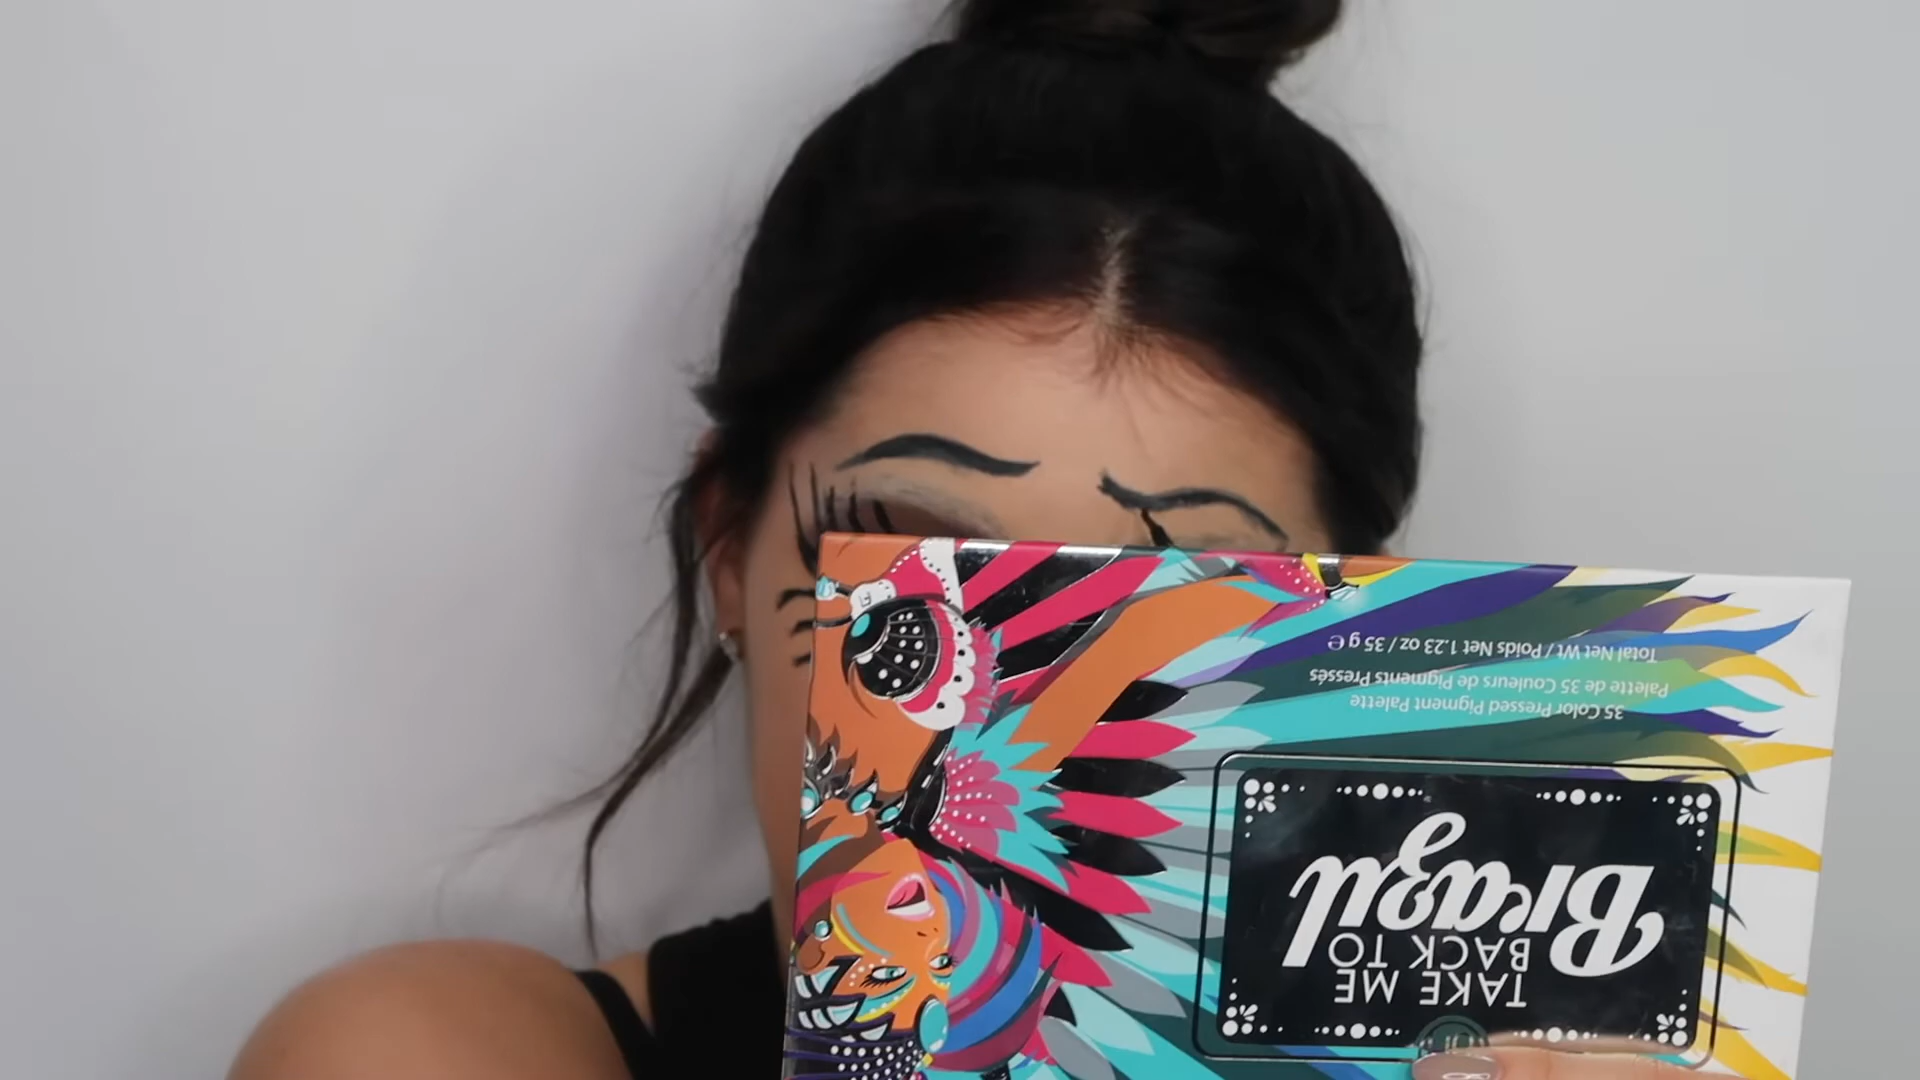 TAKE ME
BACK TO
Brazil
35 Color Pressed Pigment Palette
Palette de 35 Couleurs de Pigments Pressés
Total Net Wt / Poids Net 1.23 oz / 35 g ℮